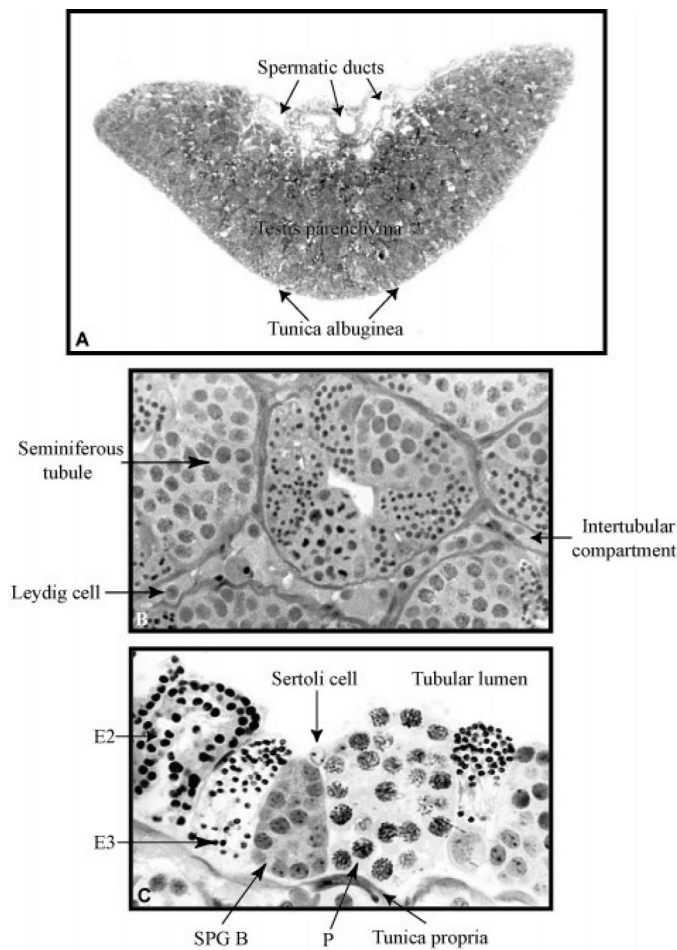 Spermatic ducts
Testis parenchyma
Tunica albuginea
A
Seminiferous
tubule
Intertubular
compartment
Leydig cell
B
Sertoli cell
Tubular lumen
E2
E3
C
SPG B
P
Tunica propria